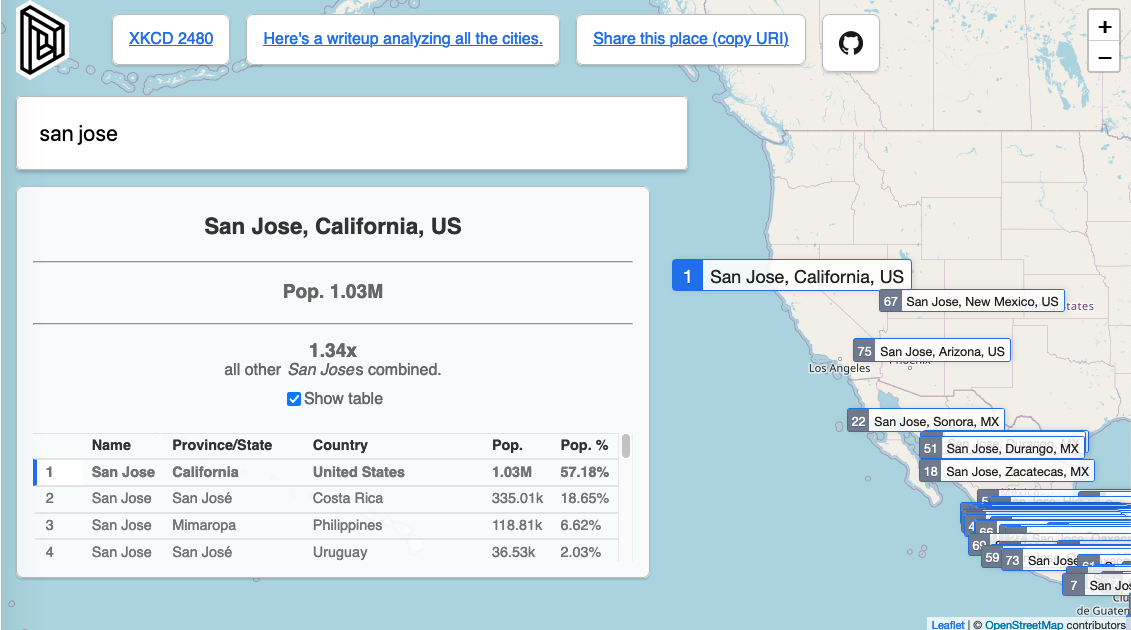 XKCD 2480
Here's a writeup analyzing all the cities.
Share this place (copy URI)
+
−
san jose
San Jose, California, US
Pop. 1.03M
1.34x
all other San Joses combined.
Show table
Name Province/State Country Pop. Pop. %
1 San Jose California United States 1.03M 57.18%
2 San Jose San José Costa Rica 335.01k 18.65%
3 San Jose Mimaropa Philippines 118.81k 6.62%
4 San Jose San José Uruguay 36.53k 2.03%
1 San Jose, California, US
67 San Jose, New Mexico, US
tates
75 San Jose, Arizona, US
Los Angeles
22 San Jose, Sonora, MX
51 San Jose, Durango, MX
18 San Jose, Zacatecas, MX
66
69
59
73 San Jose
7 San Jos
de Guatem
Leaflet | © OpenStreetMap contributors